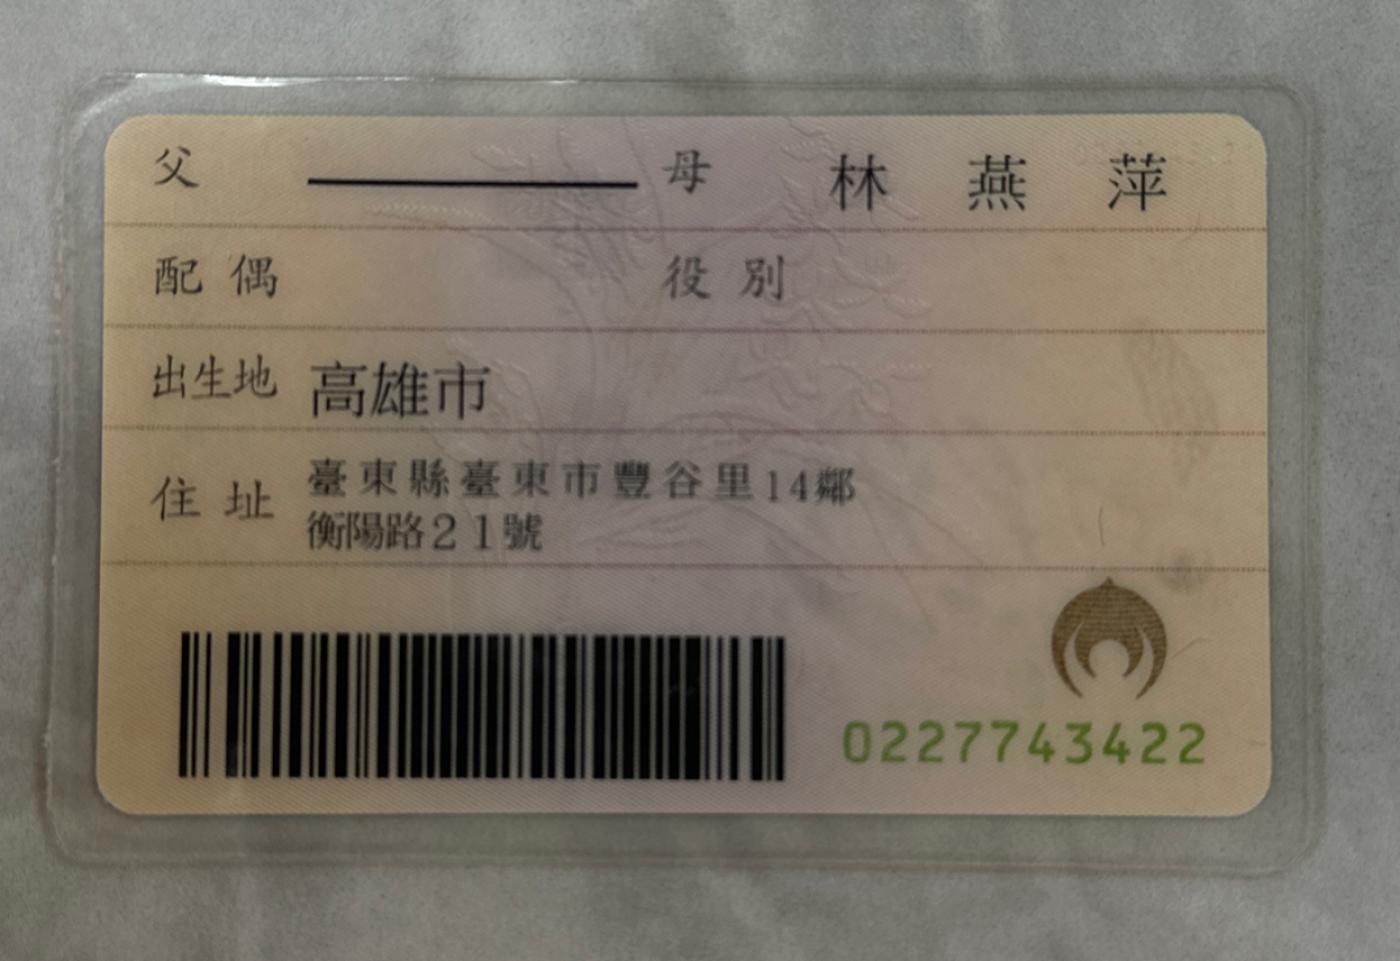 父 母 林燕萍
配偶 役別
出生地 高雄市
住址 臺東縣臺東市豐谷里14鄰
衡陽路21號
0227743422